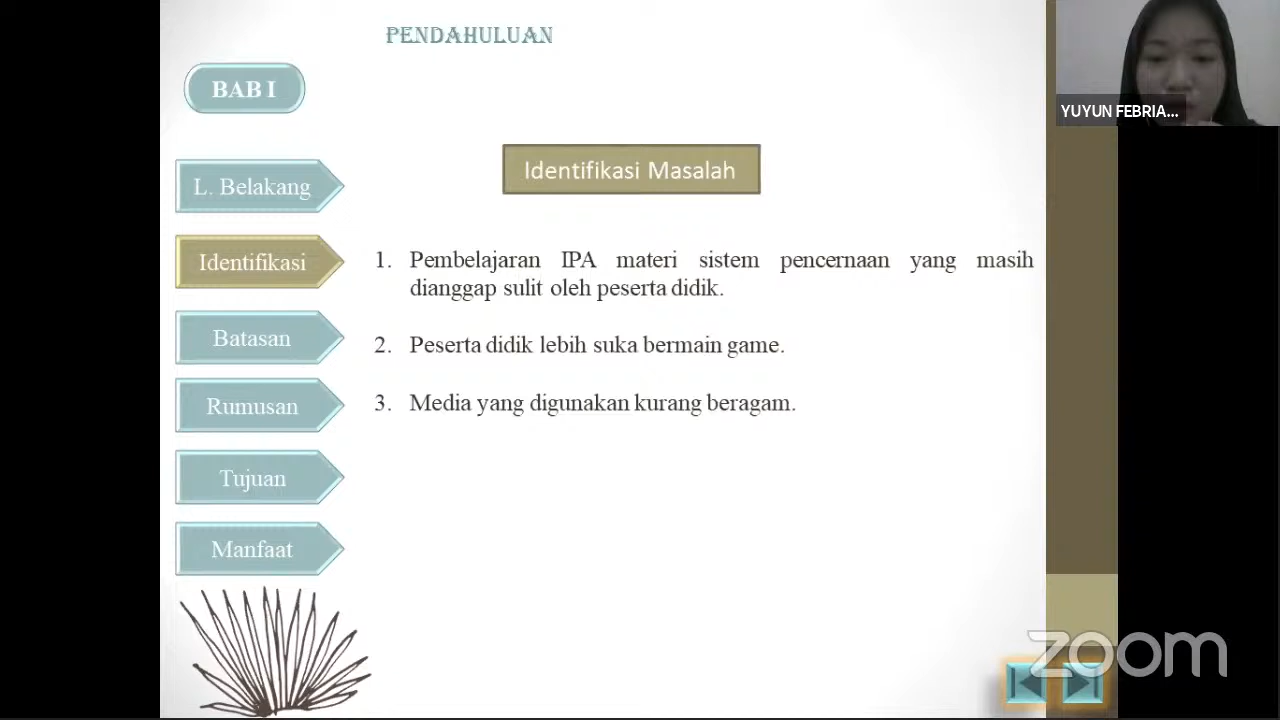 PENDAHULUAN
BAB I
YUYUN FEBRIA...
L. Belakang
Identifikasi
Batasan
Rumusan
Tujuan
Manfaat
Identifikasi Masalah
1. Pembelajaran IPA materi sistem pencernaan yang masih
dianggap sulit oleh peserta didik.
2. Peserta didik lebih suka bermain game.
3. Media yang digunakan kurang beragam.
zoom